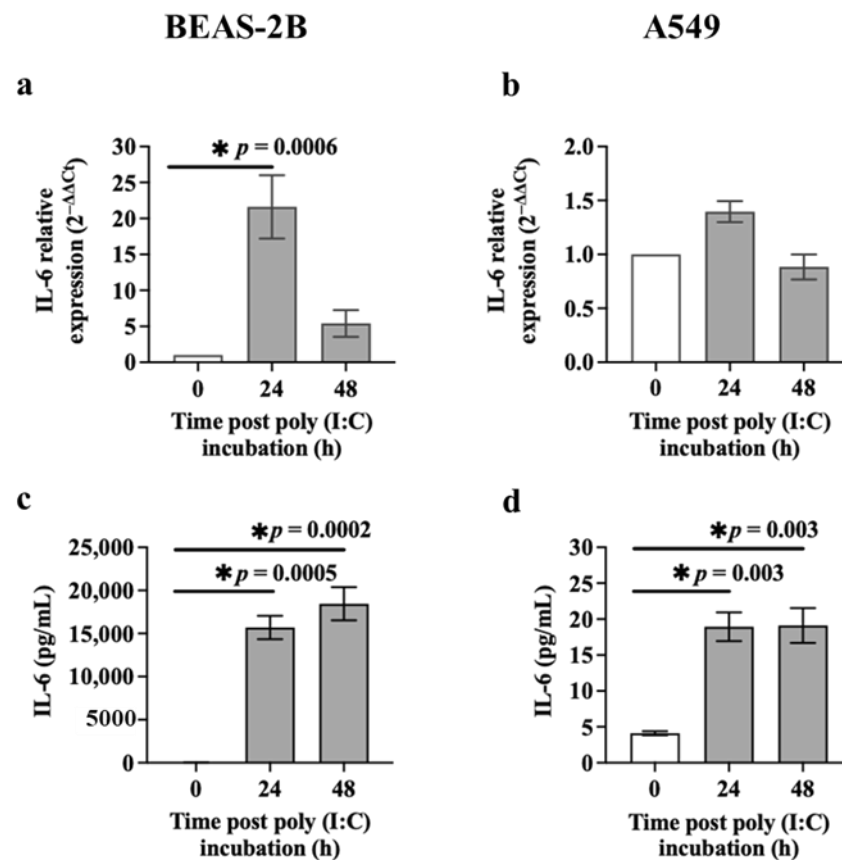 BEAS-2B
A549
a
✱ p = 0.0006
30
25
20
15
10
5
0
IL-6 relative
expression (2⁻ΔΔCt)
0 24 48
Time post poly (I:C)
incubation (h)
b
2.0
1.5
1.0
0.5
0.0
IL-6 relative
expression (2⁻ΔΔCt)
0 24 48
Time post poly (I:C)
incubation (h)
c
✱ p = 0.0002
✱ p = 0.0005
25,000
20,000
15,000
10,000
5000
0
IL-6 (pg/mL)
0 24 48
Time post poly (I:C)
incubation (h)
d
✱ p = 0.003
✱ p = 0.003
30
25
20
15
10
5
0
IL-6 (pg/mL)
0 24 48
Time post poly (I:C)
incubation (h)